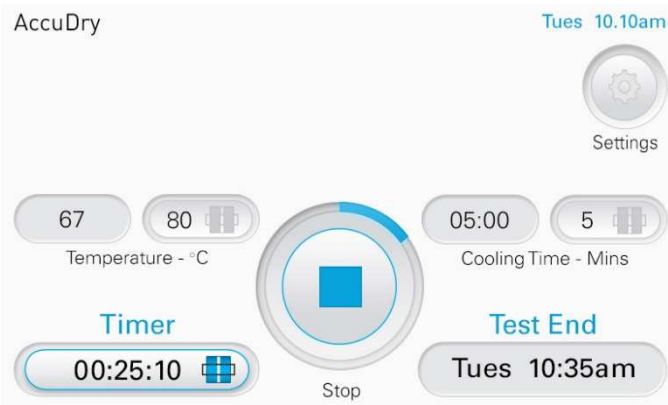 AccuDry
Tues 10.10am
Settings
67
80
05:00
5
Temperature - °C
Cooling Time - Mins
Timer
Test End
00:25:10
Tues 10:35am
Stop